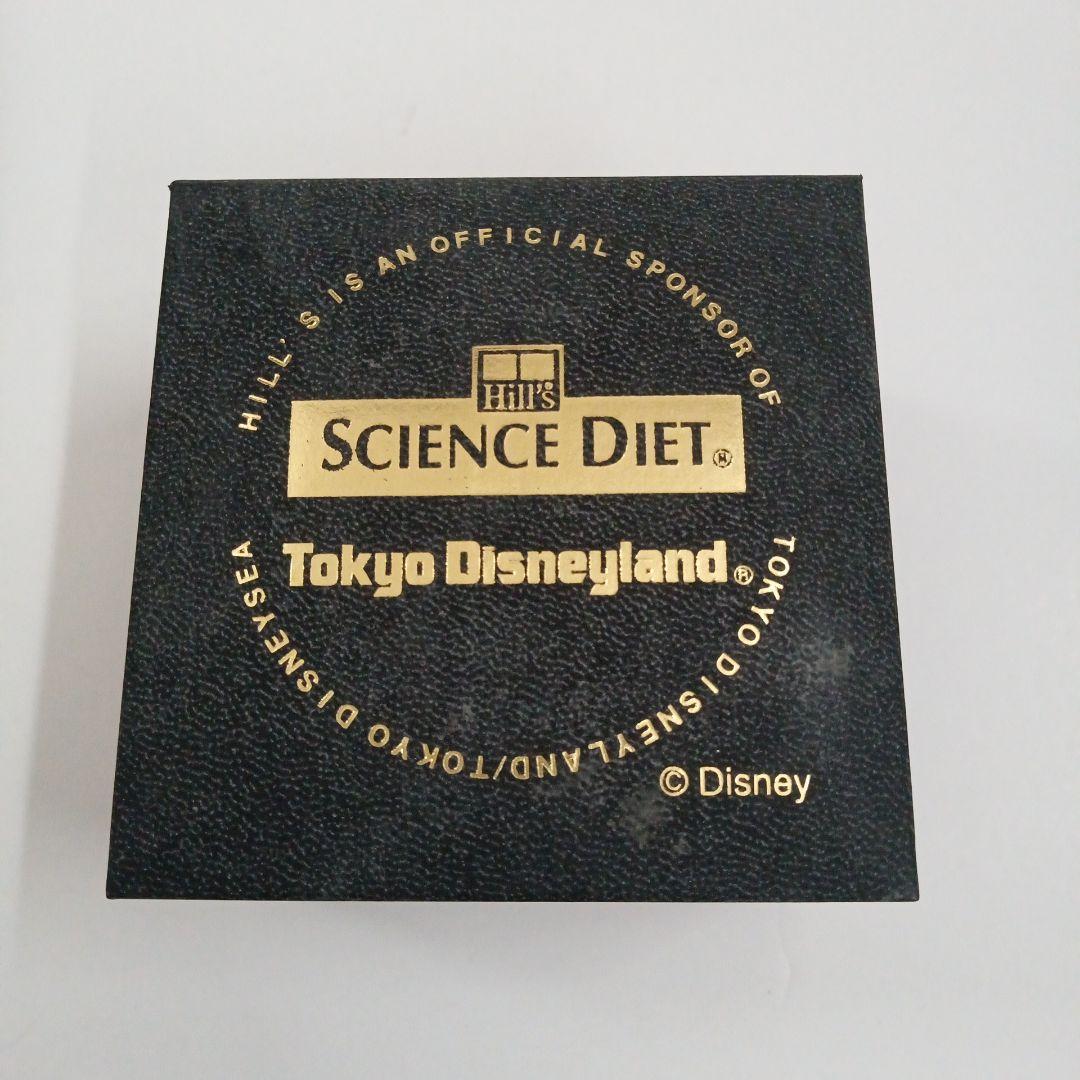 HILL'S IS AN OFFICIAL SPONSOR OF
Hill's
SCIENCE DIET®
Tokyo Disneyland®
TOKYO DISNEYLAND/TOKYO DISNEYSEA
© Disney